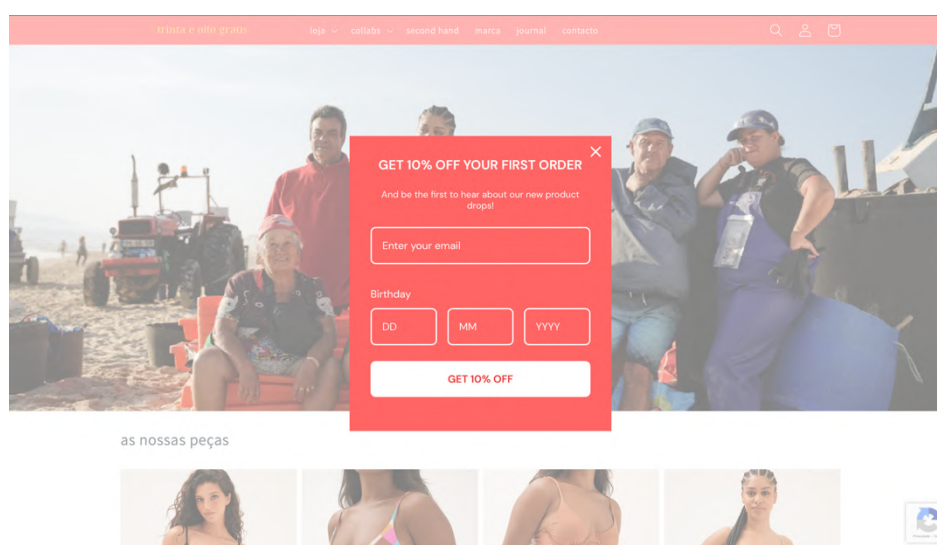 trinta e oito graus
loja collabs second hand marca journal contacto
GET 10% OFF YOUR FIRST ORDER
And be the first to hear about our new product
drops!
Enter your email
Birthday
DD MM YYYY
GET 10% OFF
as nossas peças